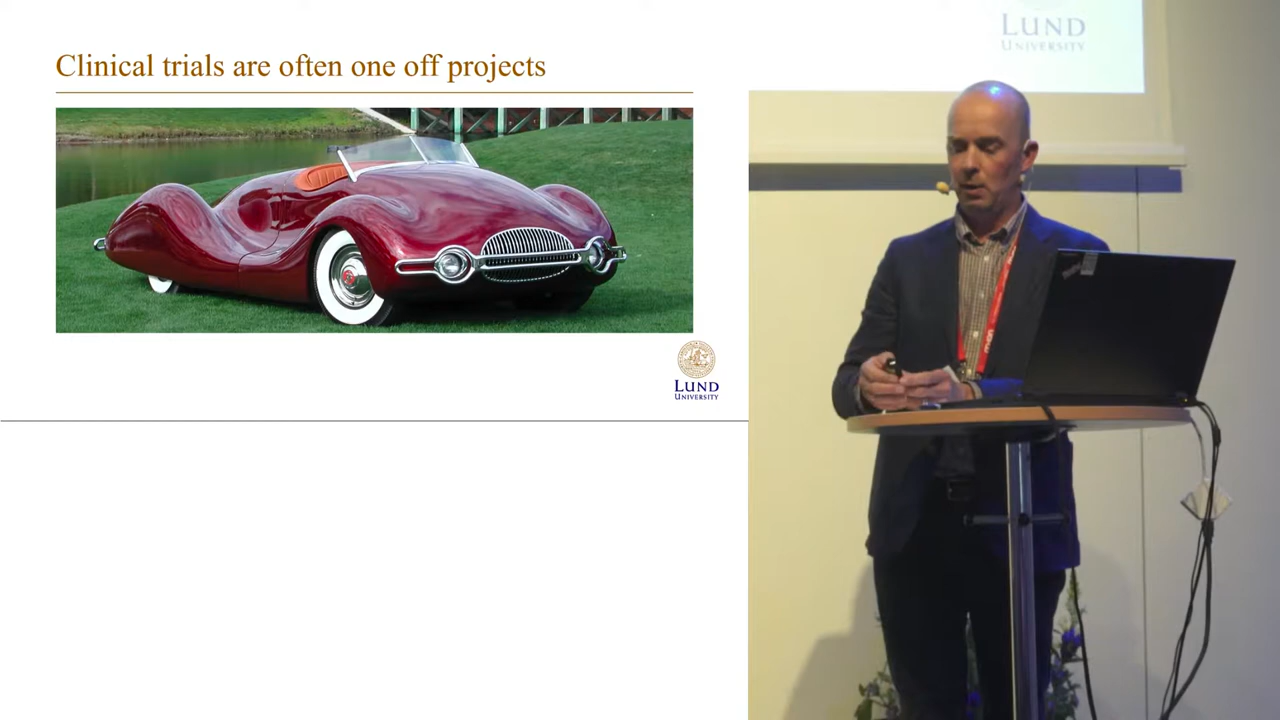 Clinical trials are often one off projects
LUND
UNIVERSITY
LUND
UNIVERSITY